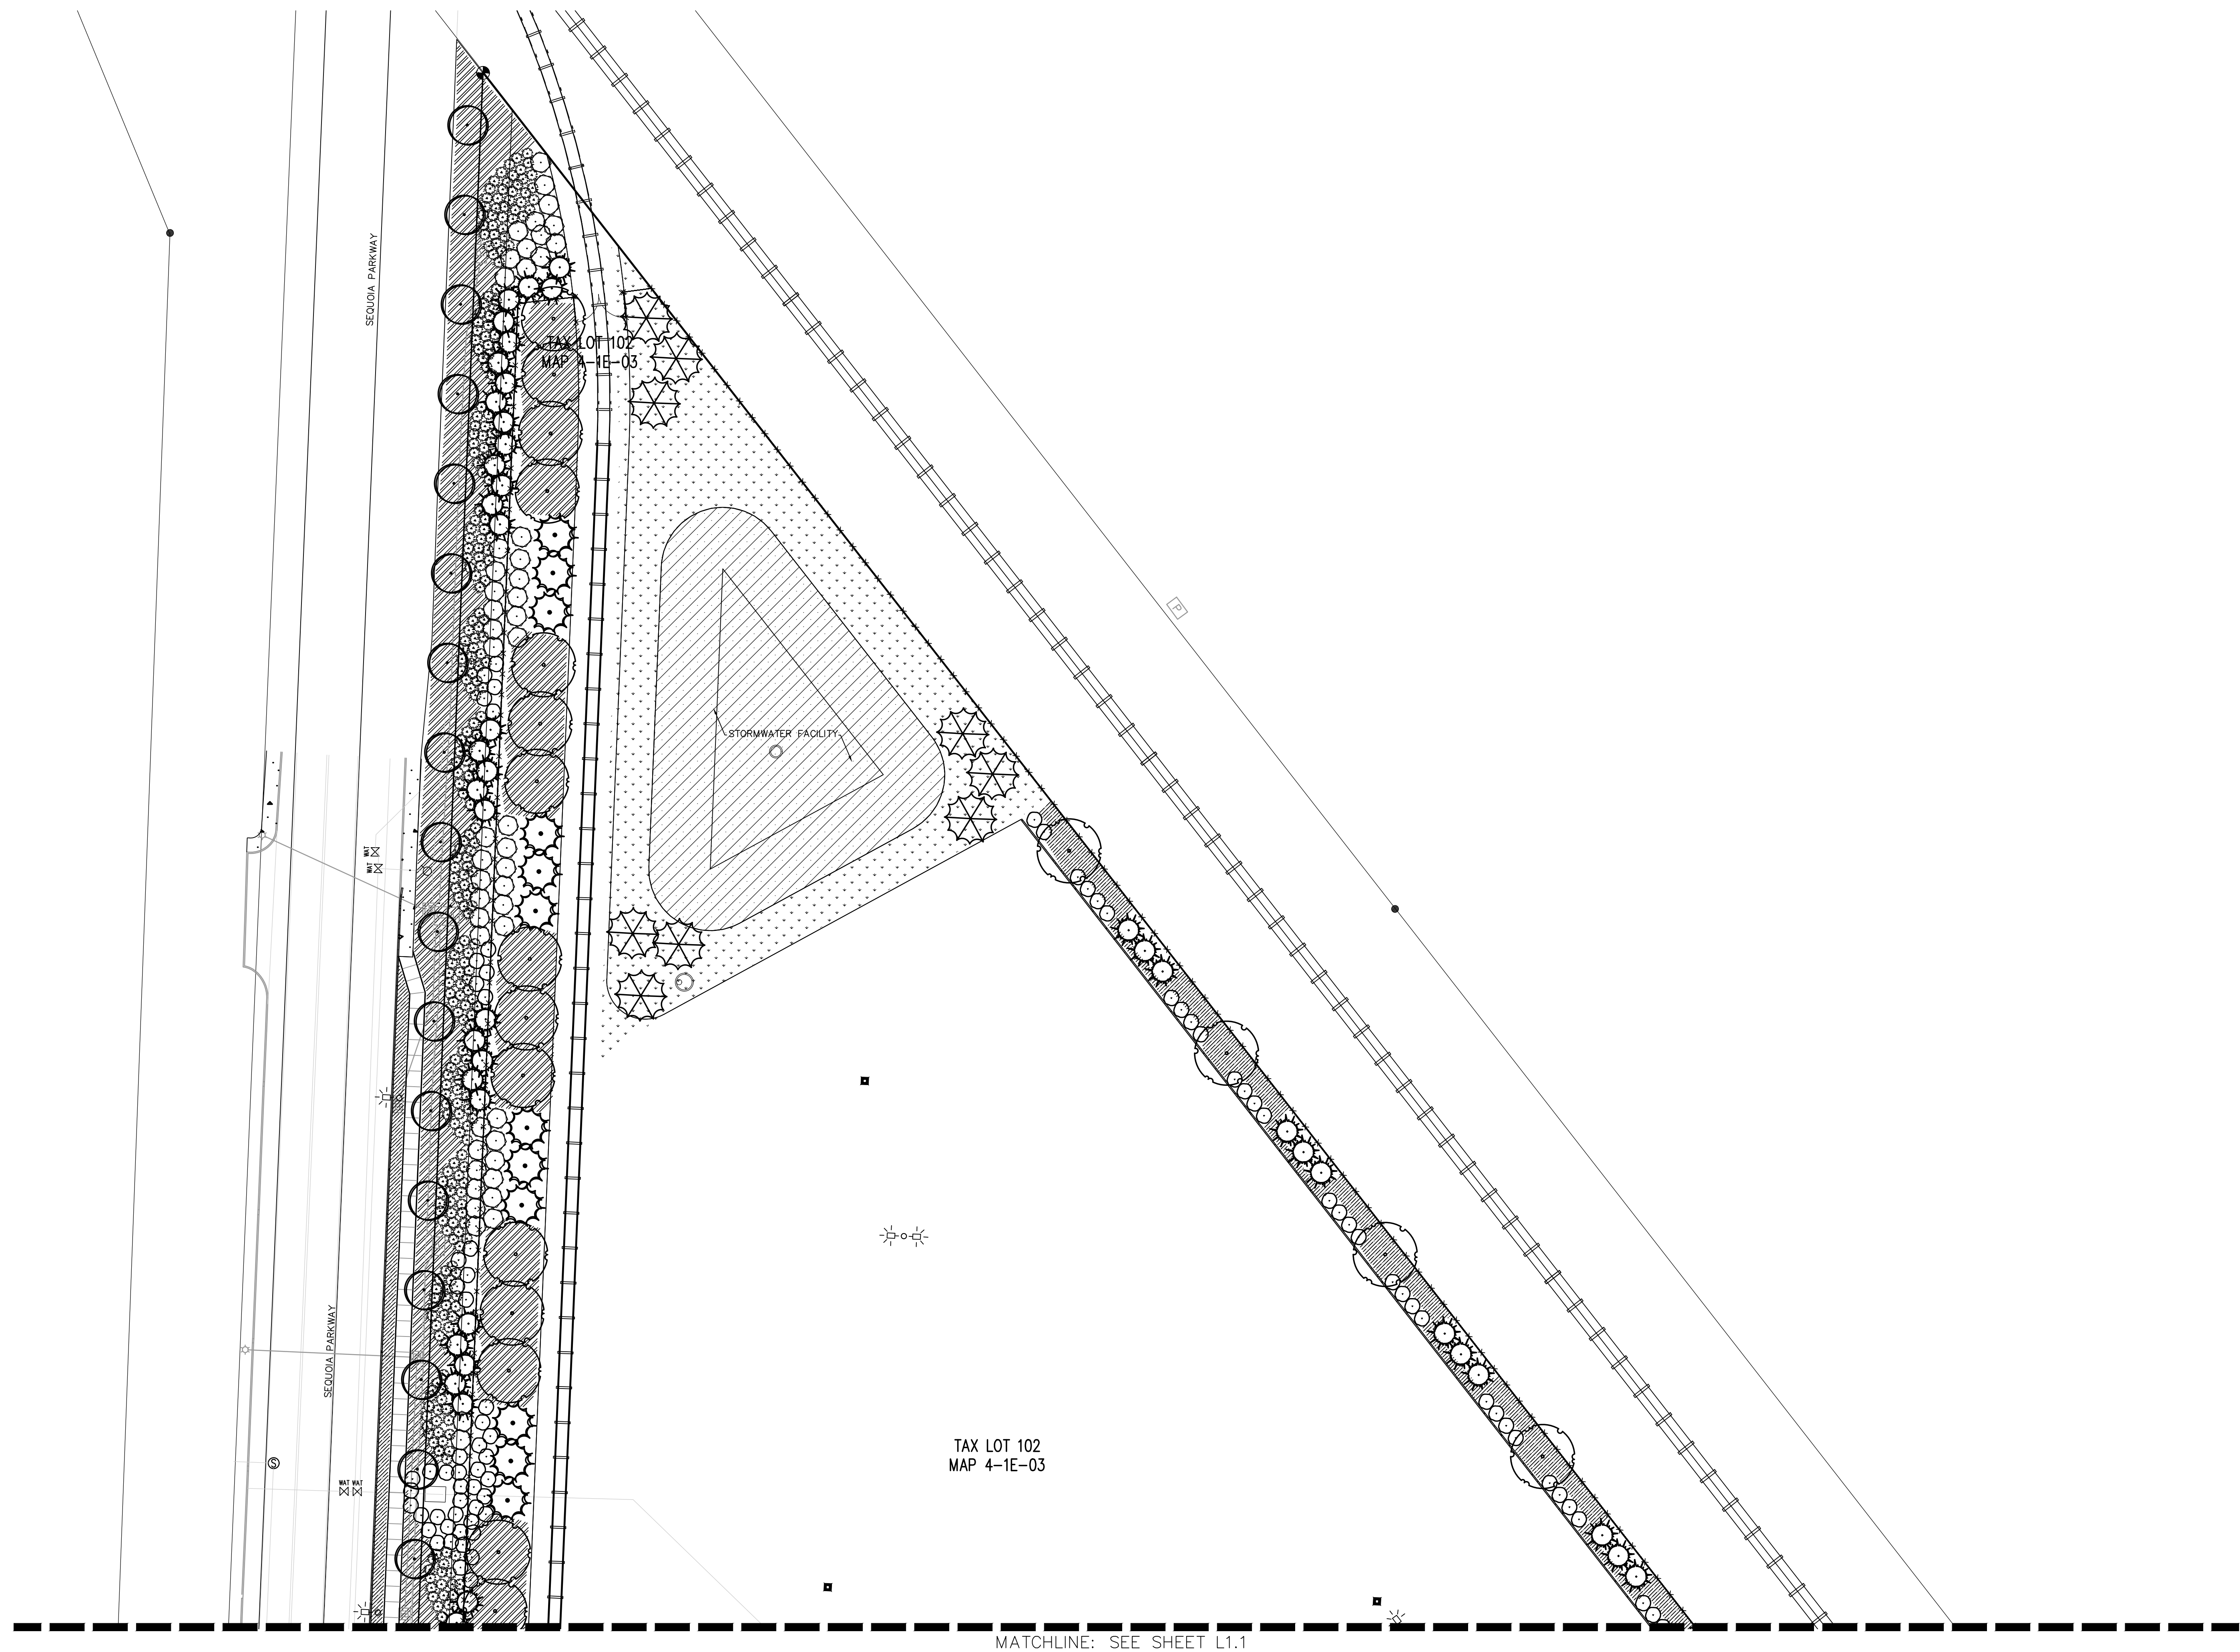 SEQUOIA PARKWAY
TAX LOT 102
MAP 4-1E-03
P
STORMWATER FACILITY
WAT
WAT
SEQUOIA PARKWAY
TAX LOT 102
MAP 4-1E-03
S
WAT WAT
MATCHLINE: SEE SHEET L1.1